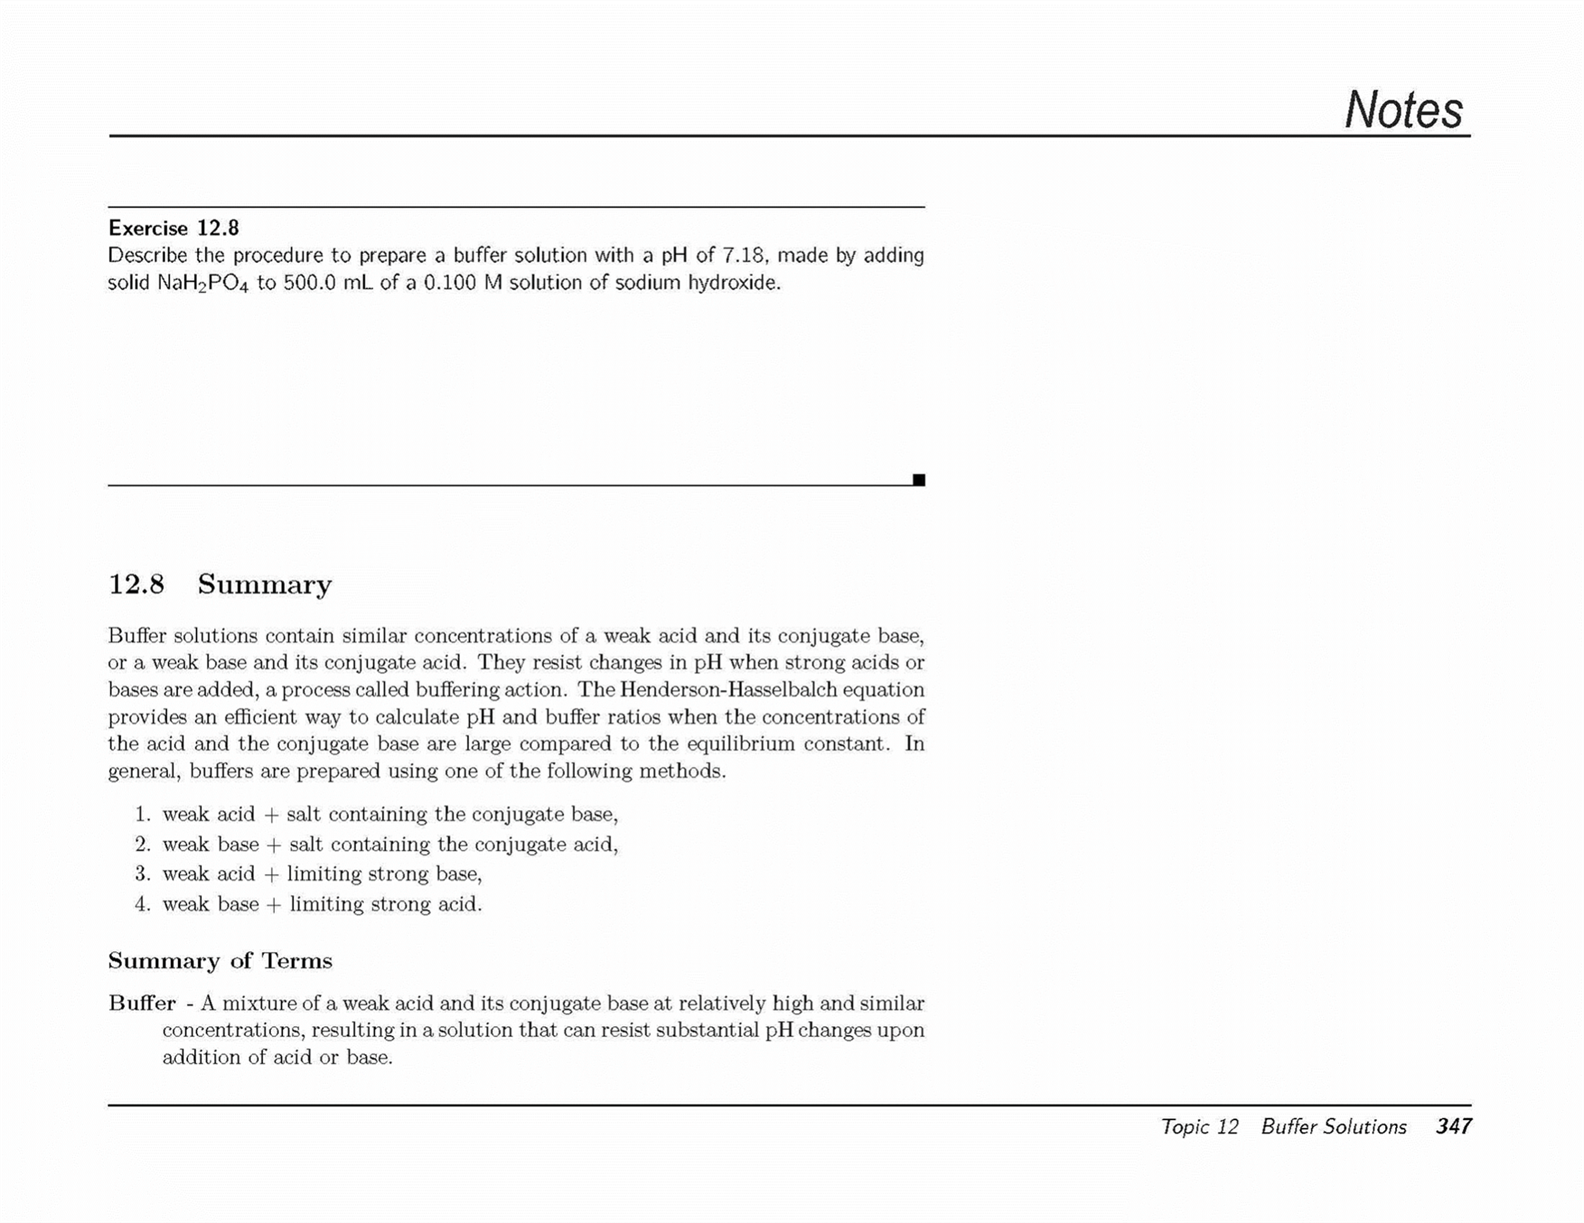 Notes
Exercise 12.8
Describe the procedure to prepare a buffer solution with a pH of 7.18, made by adding
solid NaH₂PO₄ to 500.0 mL of a 0.100 M solution of sodium hydroxide.
12.8 Summary
Buffer solutions contain similar concentrations of a weak acid and its conjugate base,
or a weak base and its conjugate acid. They resist changes in pH when strong acids or
bases are added, a process called buffering action. The Henderson-Hasselbalch equation
provides an efficient way to calculate pH and buffer ratios when the concentrations of
the acid and the conjugate base are large compared to the equilibrium constant. In
general, buffers are prepared using one of the following methods.
1. weak acid + salt containing the conjugate base,
2. weak base + salt containing the conjugate acid,
3. weak acid + limiting strong base,
4. weak base + limiting strong acid.
Summary of Terms
Buffer - A mixture of a weak acid and its conjugate base at relatively high and similar
concentrations, resulting in a solution that can resist substantial pH changes upon
addition of acid or base.
Topic 12 Buffer Solutions 347